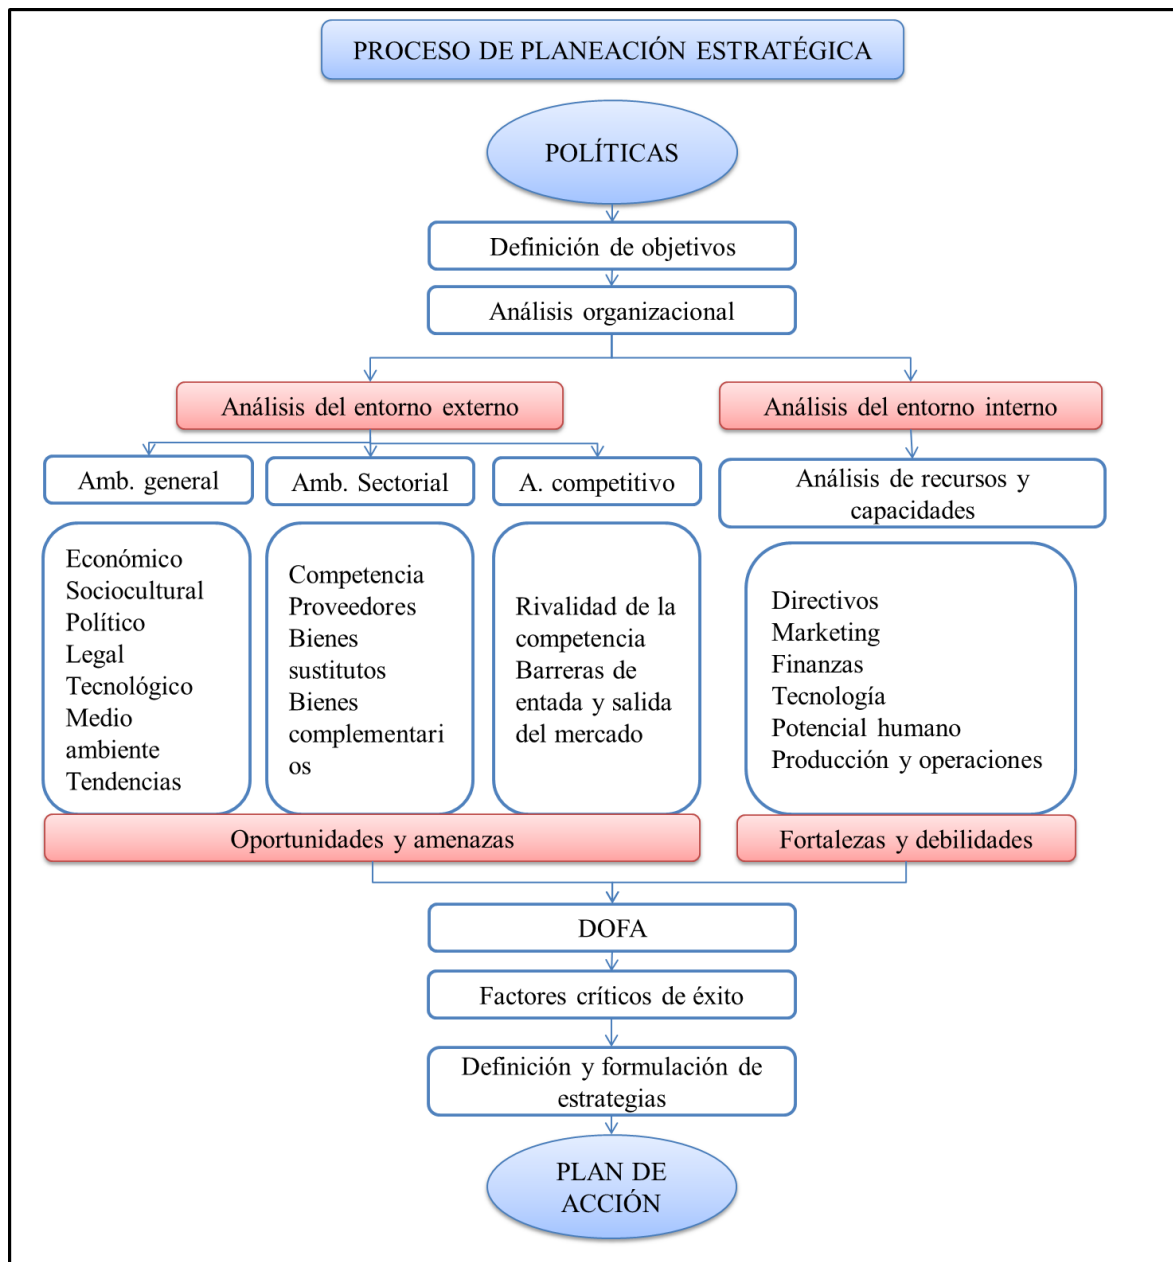 PROCESO DE PLANEACIÓN ESTRATÉGICA
POLÍTICAS
Definición de objetivos
Análisis organizacional
Análisis del entorno externo
Análisis del entorno interno
Amb. general
Amb. Sectorial
A. competitivo
Análisis de recursos y
capacidades
Económico
Sociocultural
Político
Legal
Tecnológico
Medio
ambiente
Tendencias
Competencia
Proveedores
Bienes
sustitutos
Bienes
complementari
os
Rivalidad de la
competencia
Barreras de
entada y salida
del mercado
Directivos
Marketing
Finanzas
Tecnología
Potencial humano
Producción y operaciones
Oportunidades y amenazas
Fortalezas y debilidades
DOFA
Factores críticos de éxito
Definición y formulación de
estrategias
PLAN DE
ACCIÓN